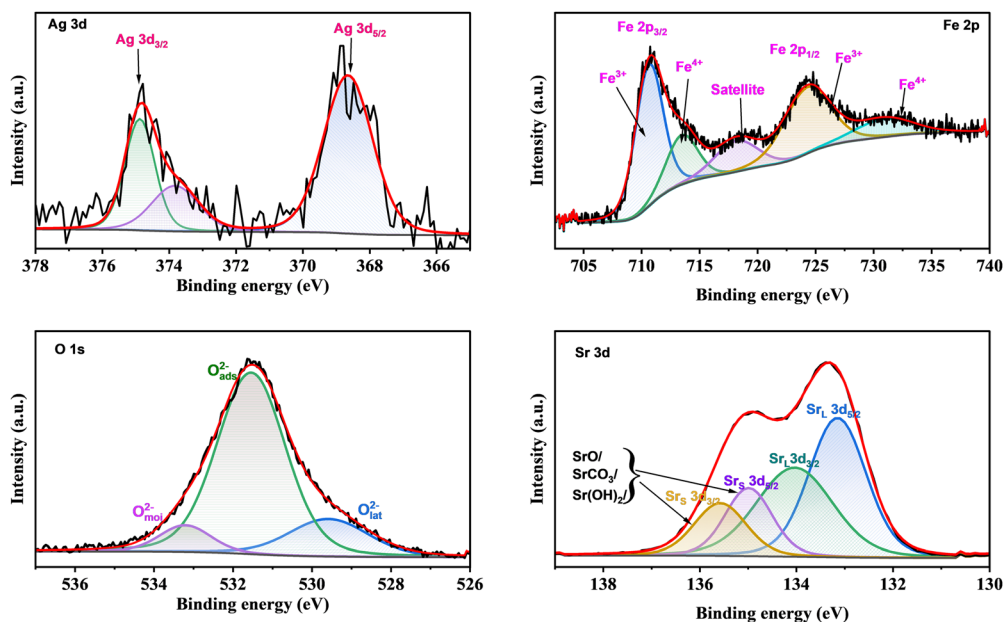 Ag 3d
Ag 3d3/2
Ag 3d5/2
Intensity (a.u.)
378 376 374 372 370 368 366
Binding energy (eV)
Fe 2p
Fe 2p3/2
Fe3+
Fe4+
Satellite
Fe 2p1/2
Fe3+
Fe4+
Intensity (a.u.)
705 710 715 720 725 730 735 740
Binding energy (eV)
O 1s
O2-ads
O2-moi
O2-lat
Intensity (a.u.)
536 534 532 530 528 526
Binding energy (eV)
Sr 3d
SrL 3d5/2
SrL3d3/2
SrS 3d5/2
SrS 3d3/2
SrO/
SrCO3/
Sr(OH)2/
Intensity (a.u.)
138 136 134 132 130
Binding energy (eV)